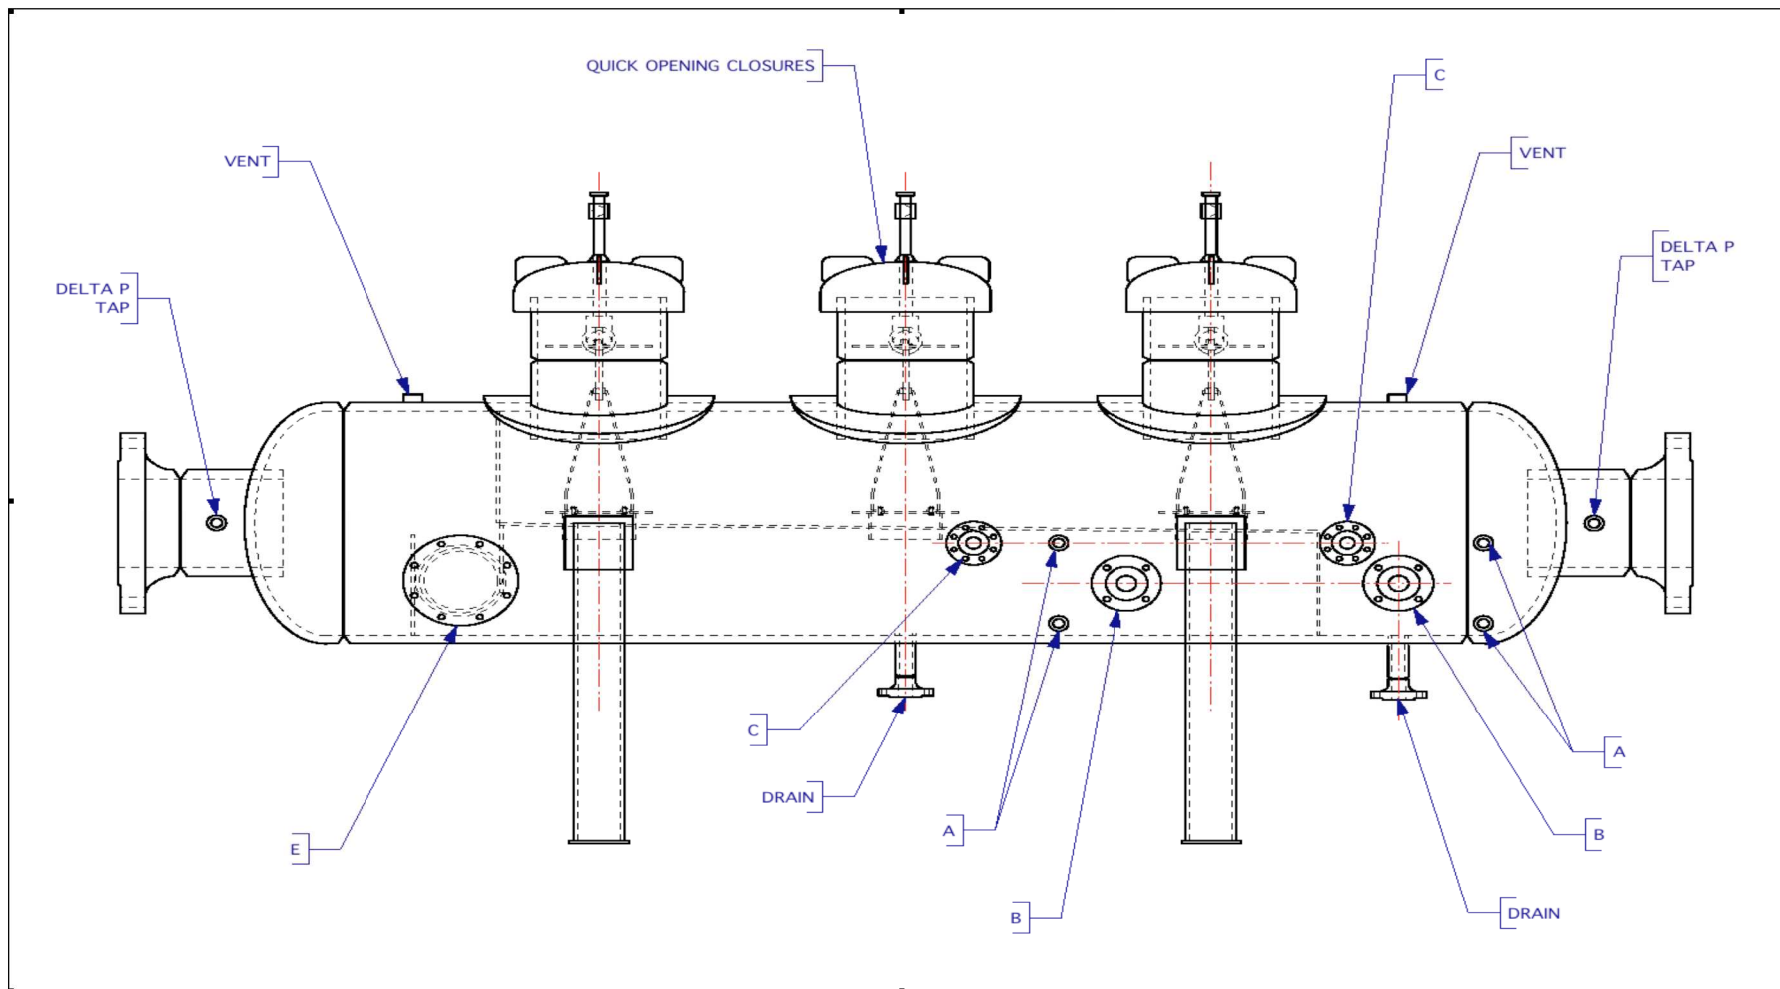 QUICK OPENING CLOSURES
C
VENT
VENT
DELTA P
TAP
DELTA P
TAP
C
A
DRAIN
A
B
E
B
DRAIN